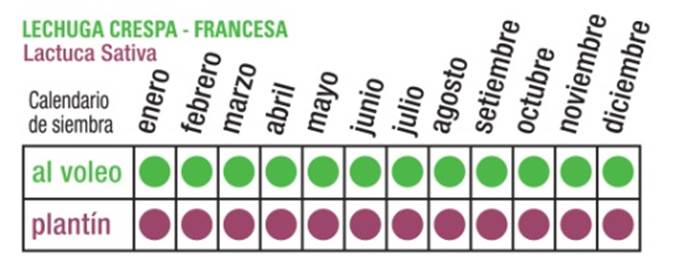 LECHUGA CRESPA - FRANCESA
Lactuca Sativa
Calendario
de siembra
enero
febrero
marzo
abril
mayo
junio
julio
agosto
setiembre
octubre
noviembre
diciembre
al voleo
plantín